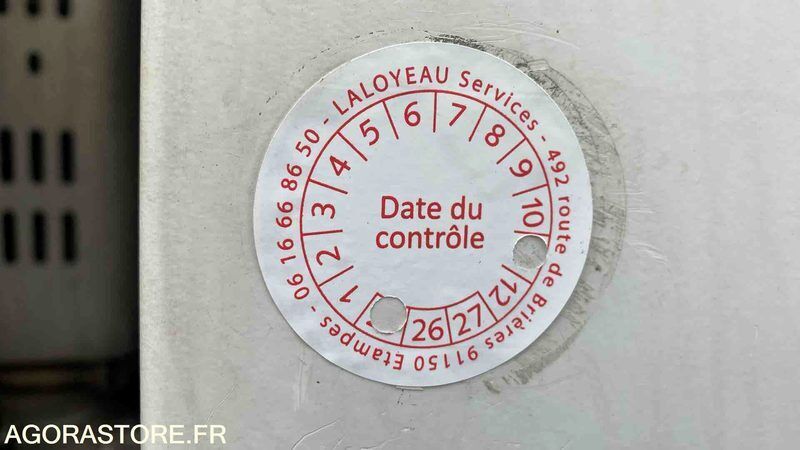 06 16 66 86 50 - LALOYEAU Services - 492 route de Brières 91150 Etampes -
1 2 3 4 5 6 7 8 9 10 12
26 27
Date du
contrôle
AGORASTORE.FR